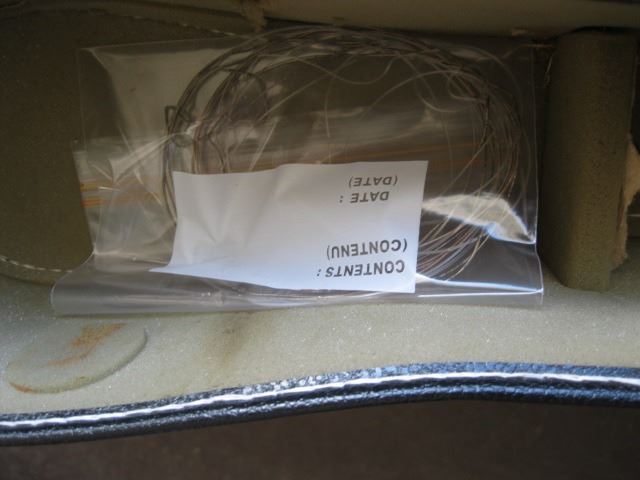 CONTENTS :
(CONTENU)
DATE :
(DATE)